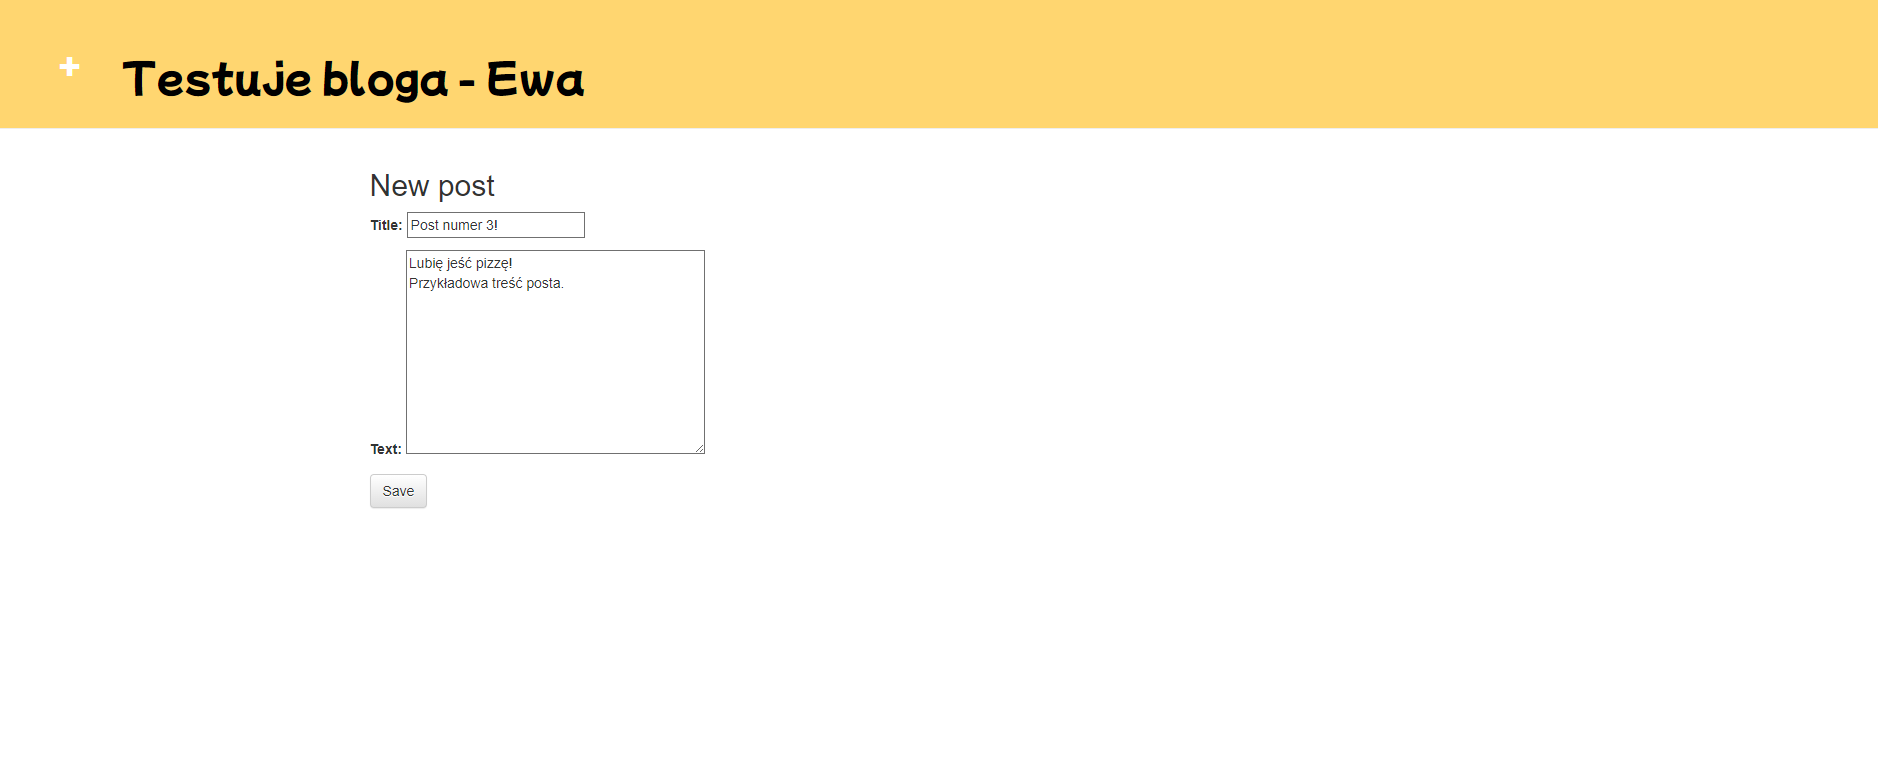 Testuje bloga - Ewa
New post
Title: Post numer 3!
Lubię jeść pizzę!
Przykładowa treść posta.
Text:
Save